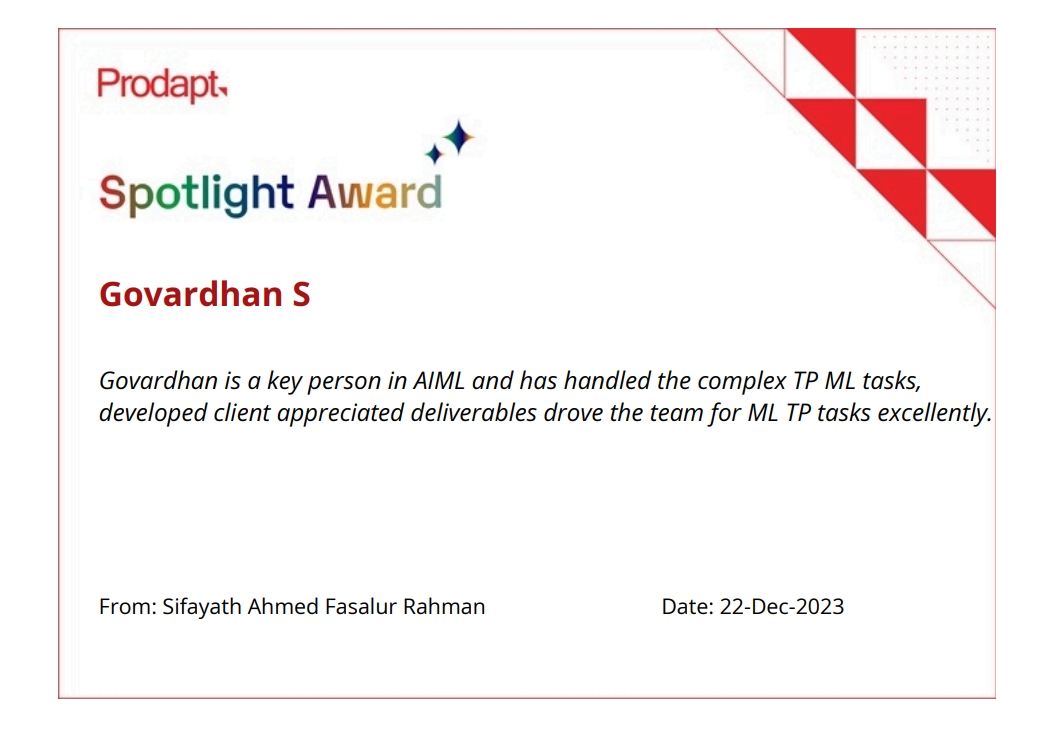 Prodapt
Spotlight Award
Govardhan S
Govardhan is a key person in AIML and has handled the complex TP ML tasks,
developed client appreciated deliverables drove the team for ML TP tasks excellently.
From: Sifayath Ahmed Fasalur Rahman
Date: 22-Dec-2023